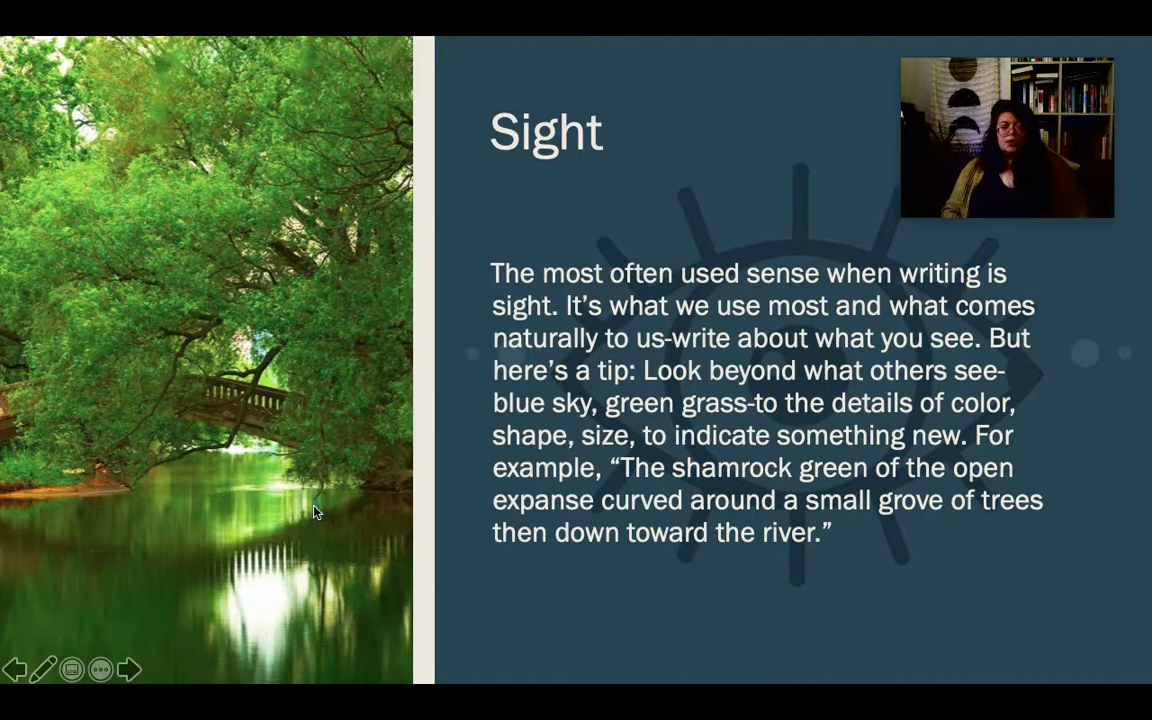 Sight
The most often used sense when writing is
sight. It’s what we use most and what comes
naturally to us-write about what you see. But
here’s a tip: Look beyond what others see-
blue sky, green grass-to the details of color,
shape, size, to indicate something new. For
example, “The shamrock green of the open
expanse curved around a small grove of trees
then down toward the river.”